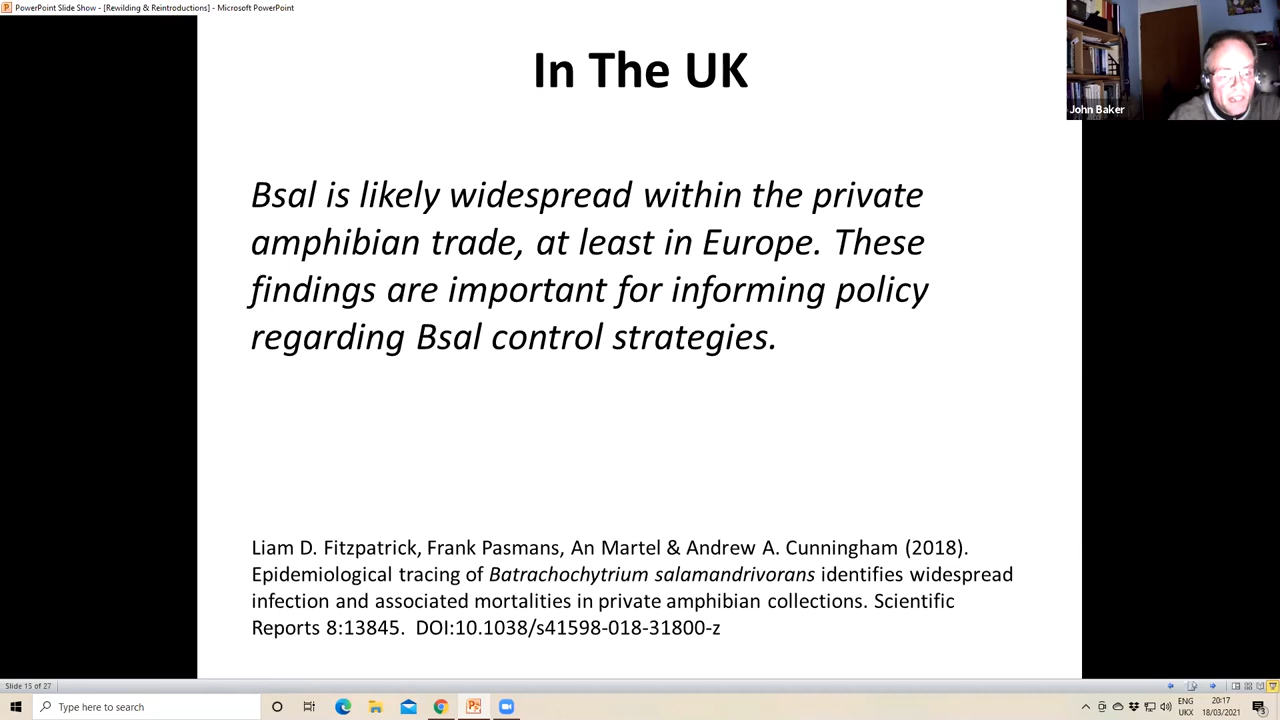 PowerPoint Slide Show - [Rewilding & Reintroductions] - Microsoft PowerPoint
In The UK
John Baker
Bsal is likely widespread within the private
amphibian trade, at least in Europe. These
findings are important for informing policy
regarding Bsal control strategies.
Liam D. Fitzpatrick, Frank Pasmans, An Martel & Andrew A. Cunningham (2018).
Epidemiological tracing of Batrachochytrium salamandrivorans identifies widespread
infection and associated mortalities in private amphibian collections. Scientific
Reports 8:13845. DOI:10.1038/s41598-018-31800-z
Slide 15 of 27
Type here to search
ENG
UKX
20:17
18/03/2021
3